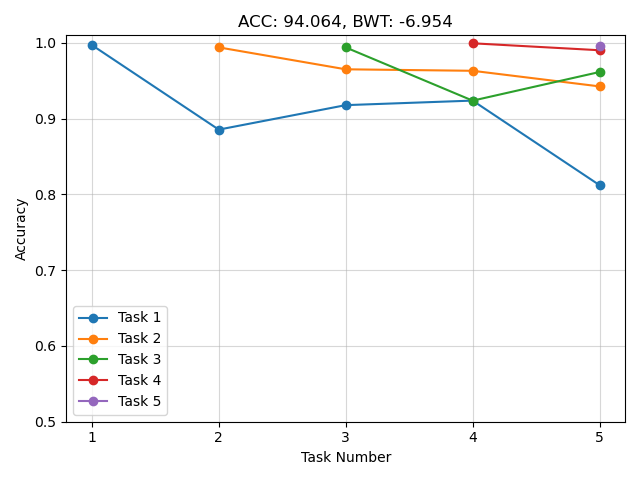 ACC: 94.064, BWT: -6.954
Accuracy
1.0
0.9
0.8
0.7
0.6
0.5
Task 1
Task 2
Task 3
Task 4
Task 5
1 2 3 4 5
Task Number